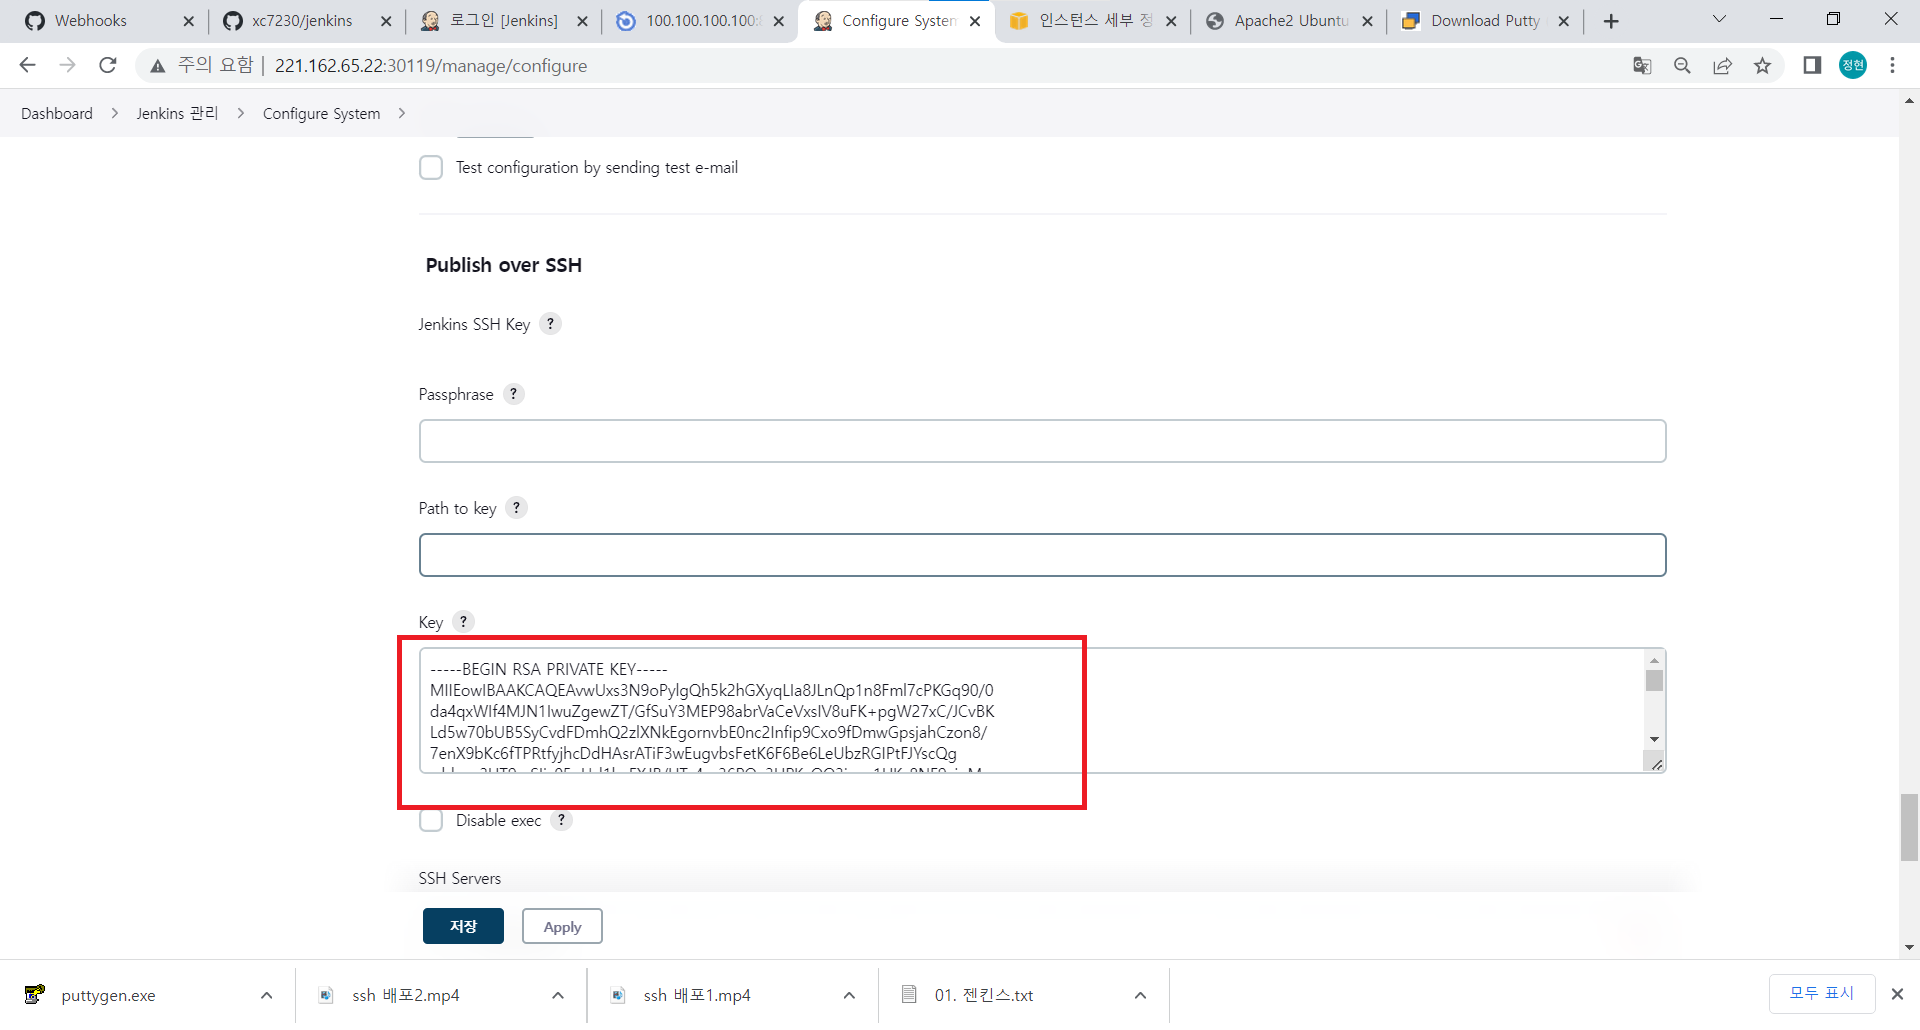 Webhooks
xc7230/jenkins
로그인 [Jenkins]
100.100.100.100:
Configure System
인스턴스 세부 정
Apache2 Ubuntu
Download Putty
주의 요함
221.162.65.22:30119/manage/configure
정현
Dashboard
Jenkins 관리
Configure System
Test configuration by sending test e-mail
Publish over SSH
Jenkins SSH Key ?
Passphrase ?
Path to key ?
Key ?
-----BEGIN RSA PRIVATE KEY-----
MIIEowIBAAKCAQEAvwUxs3N9oPylgQh5k2hGXyqLIa8JLnQp1n8Fml7cPKGq90/0
da4qxWIf4MJN1IwuZgewZT/GfSuY3MEP98abrVaCeVxsIV8uFK+pgW27xC/JCvBK
Ld5w70bUB5SyCvdFDmhQ2zlXNkEgornvbE0nc2Infip9Cxo9fDmwGpsjahCzon8/
7enX9bKc6fTPRtfyjhcDdHAsrATiF3wEugvbsFetK6F6Be6LeUbzRGIPtFJYscQg
Disable exec ?
SSH Servers
저장
Apply
puttygen.exe
ssh 배포2.mp4
ssh 배포1.mp4
01. 젠킨스.txt
모두 표시